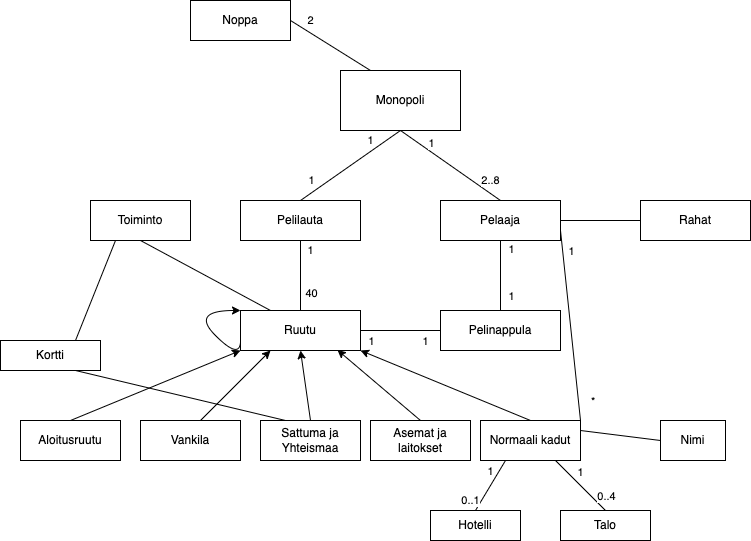 Noppa
2
Monopoli
1
1
1
2..8
Toiminto
Pelilauta
Pelaaja
Rahat
1
1
1
40
1
Ruutu
1
1
Pelinappula
Kortti
*
Aloitusruutu
Vankila
Sattuma ja
Yhteismaa
Asemat ja
laitokset
Normaali kadut
Nimi
1
1
0..1
0..4
Hotelli
Talo